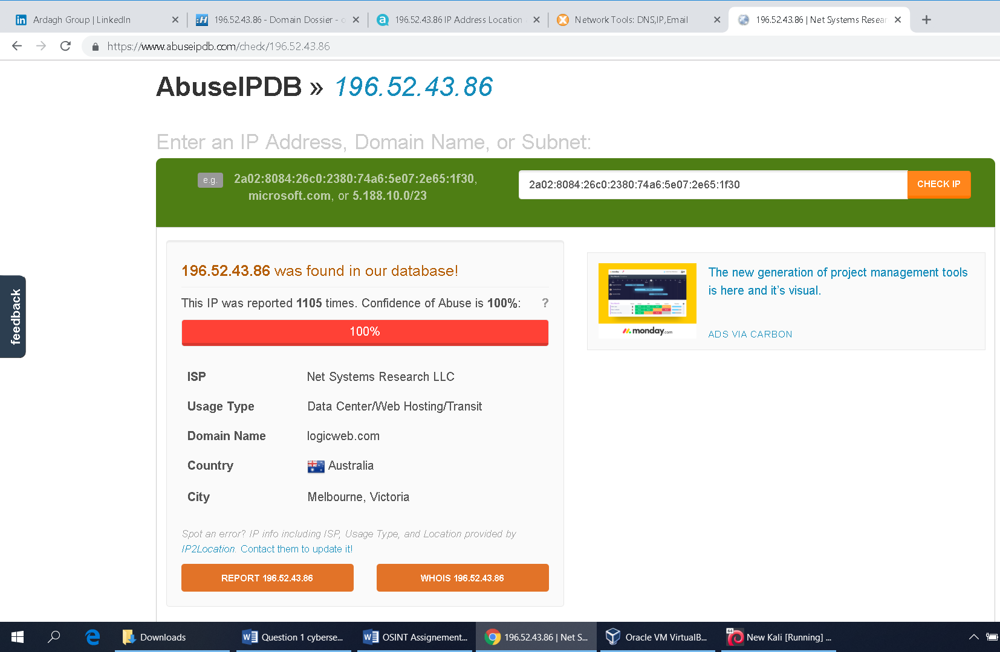 Ardagh Group | LinkedIn
196.52.43.86 - Domain Dossier - o
196.52.43.86 IP Address Location
Network Tools: DNS,IP,Email
196.52.43.86 | Net Systems Resear
https://www.abuseipdb.com/check/196.52.43.86
AbuseIPDB » 196.52.43.86
Enter an IP Address, Domain Name, or Subnet:
e.g. 2a02:8084:26c0:2380:74a6:5e07:2e65:1f30,
microsoft.com, or 5.188.10.0/23
2a02:8084:26c0:2380:74a6:5e07:2e65:1f30
CHECK IP
196.52.43.86 was found in our database!
This IP was reported 1105 times. Confidence of Abuse is 100%: ?
100%
ISP Net Systems Research LLC
Usage Type Data Center/Web Hosting/Transit
Domain Name logicweb.com
Country Australia
City Melbourne, Victoria
Spot an error? IP info including ISP, Usage Type, and Location provided by
IP2Location. Contact them to update it!
REPORT 196.52.43.86
WHOIS 196.52.43.86
The new generation of project management tools
is here and it's visual.
monday.com
ADS VIA CARBON
feedback
Downloads
Question 1 cyberse...
OSINT Assignement...
196.52.43.86 | Net S...
Oracle VM VirtualB...
64
New Kali [Running] ...